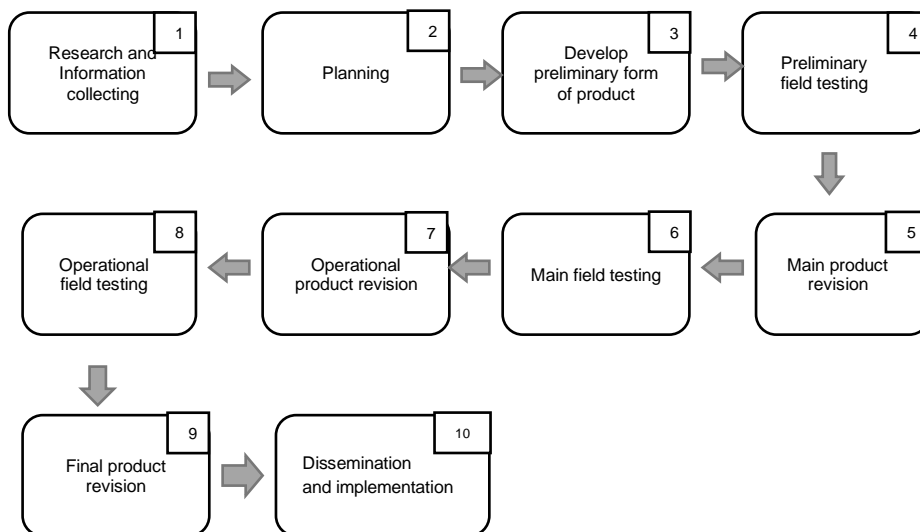 1
Research and
Information
collecting
2
Planning
3
Develop
preliminary form
of product
4
Preliminary
field testing
5
Main product
revision
6
Main field testing
7
Operational
product revision
8
Operational
field testing
9
Final product
revision
10
Dissemination
and implementation